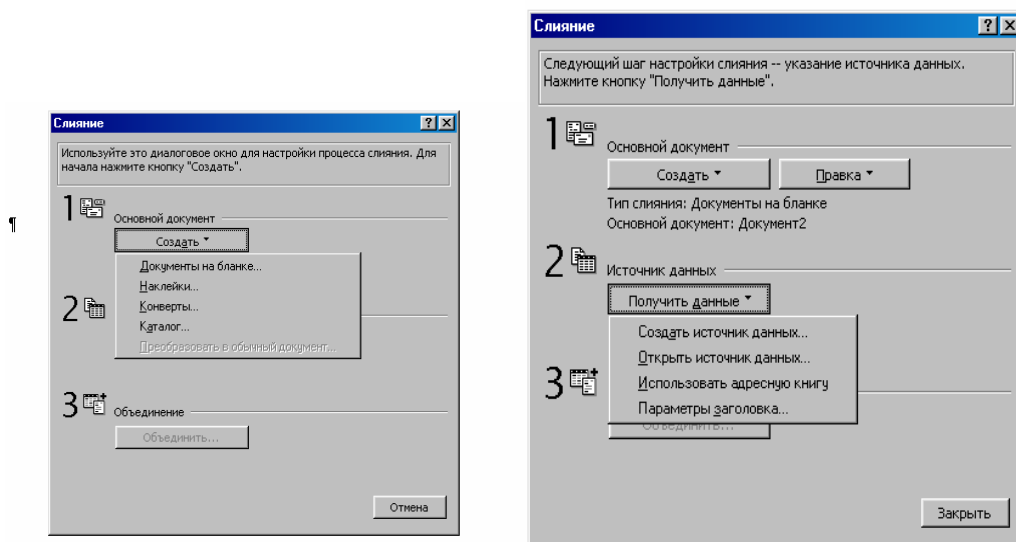 ¶
Слияние
Используйте это диалоговое окно для настройки процесса слияния. Для
начала нажмите кнопку "Создать".
1
Основной документ
Создать
Документы на бланке...
Наклейки...
Конверты...
Каталог...
Преобразовать в обычный документ...
2
3
Объединение
Объединить...
Отмена
Слияние
Следующий шаг настройки слияния -- указание источника данных.
Нажмите кнопку "Получить данные".
1
Основной документ
Создать
Правка
Тип слияния: Документы на бланке
Основной документ: Документ2
2
Источник данных
Получить данные
Создать источник данных...
Открыть источник данных...
Использовать адресную книгу
Параметры заголовка...
3
Объединить...
Закрыть